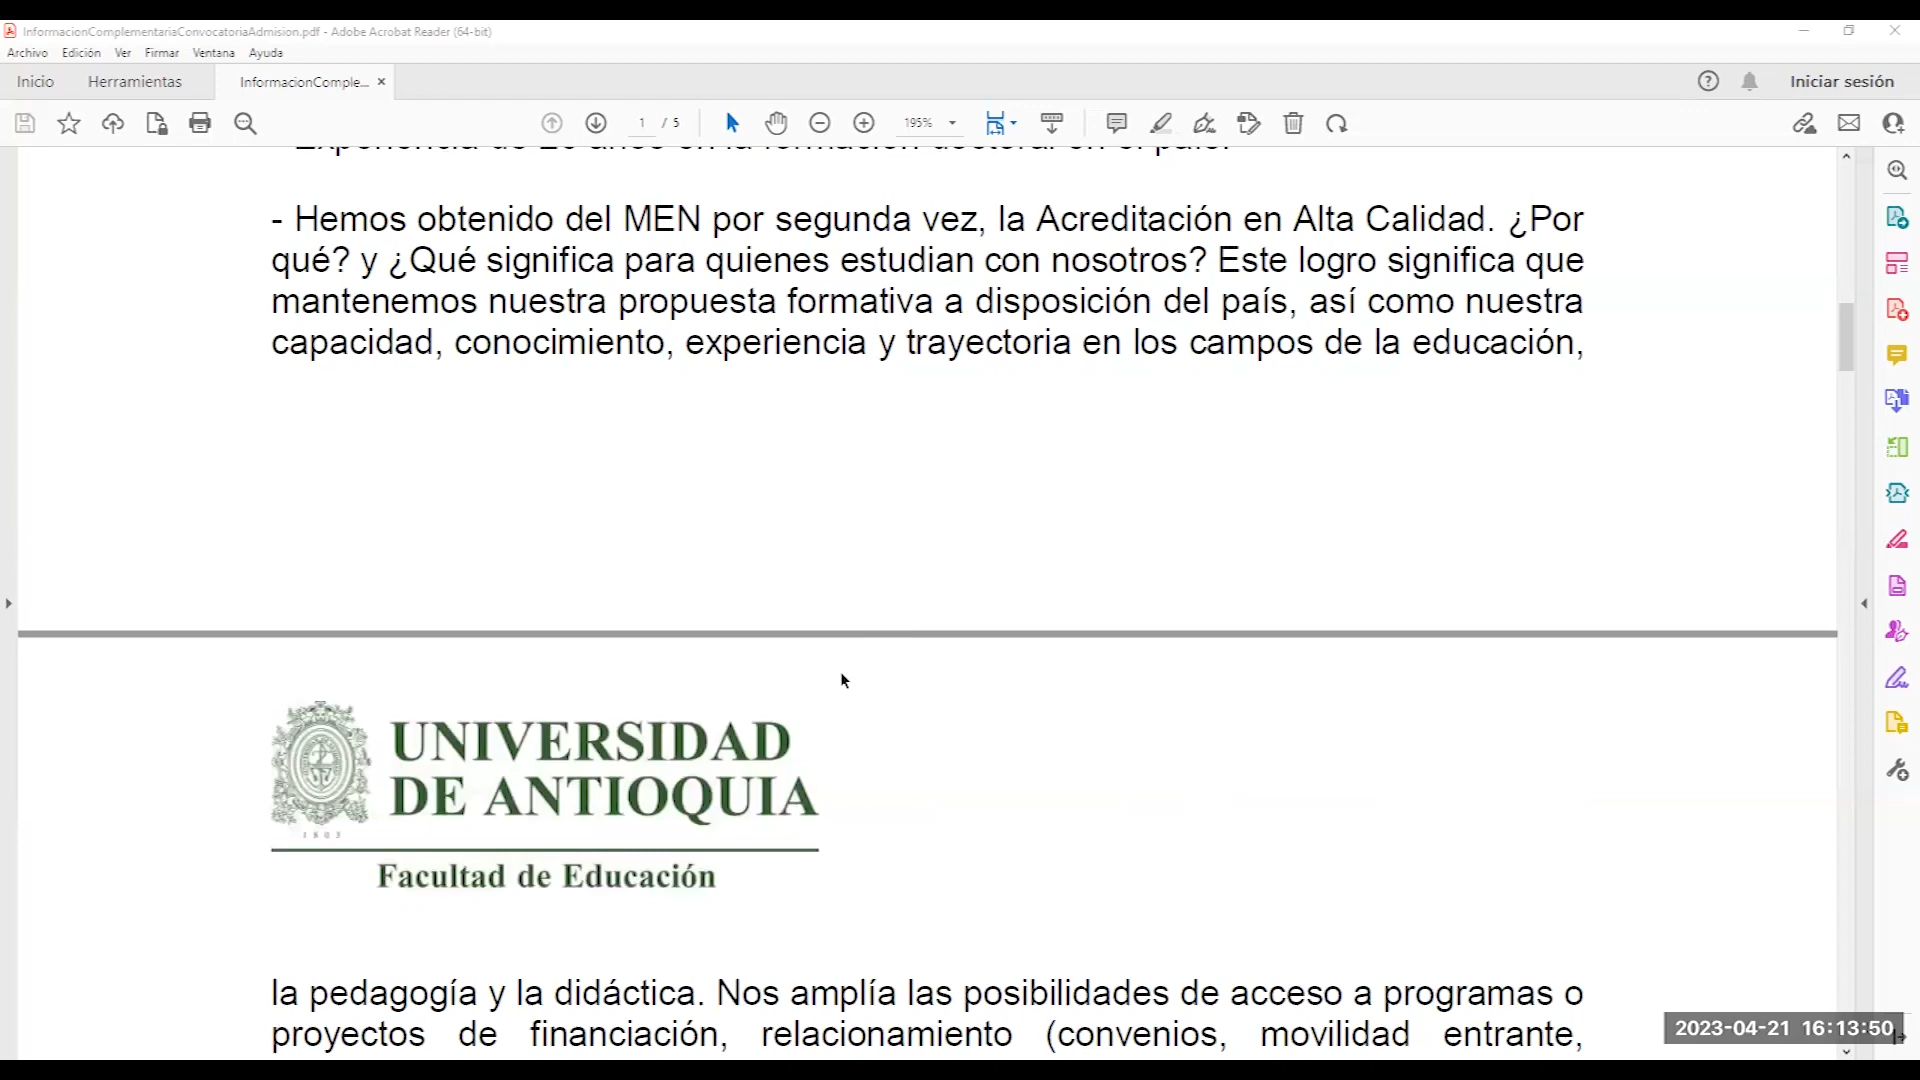 InformacionComplementariaConvocatoriaAdmision.pdf - Adobe Acrobat Reader (64-bit)
Archivo Edición Ver Firmar Ventana Ayuda
Inicio Herramientas InformacionComple... × Iniciar sesión
1 / 5 195%
- Hemos obtenido del MEN por segunda vez, la Acreditación en Alta Calidad. ¿Por
qué? y ¿Qué significa para quienes estudian con nosotros? Este logro significa que
mantenemos nuestra propuesta formativa a disposición del país, así como nuestra
capacidad, conocimiento, experiencia y trayectoria en los campos de la educación,
UNIVERSIDAD
DE ANTIOQUIA
1803
Facultad de Educación
la pedagogía y la didáctica. Nos amplía las posibilidades de acceso a programas o
proyectos de financiación, relacionamiento (convenios, movilidad entrante,
2023-04-21 16:13:50